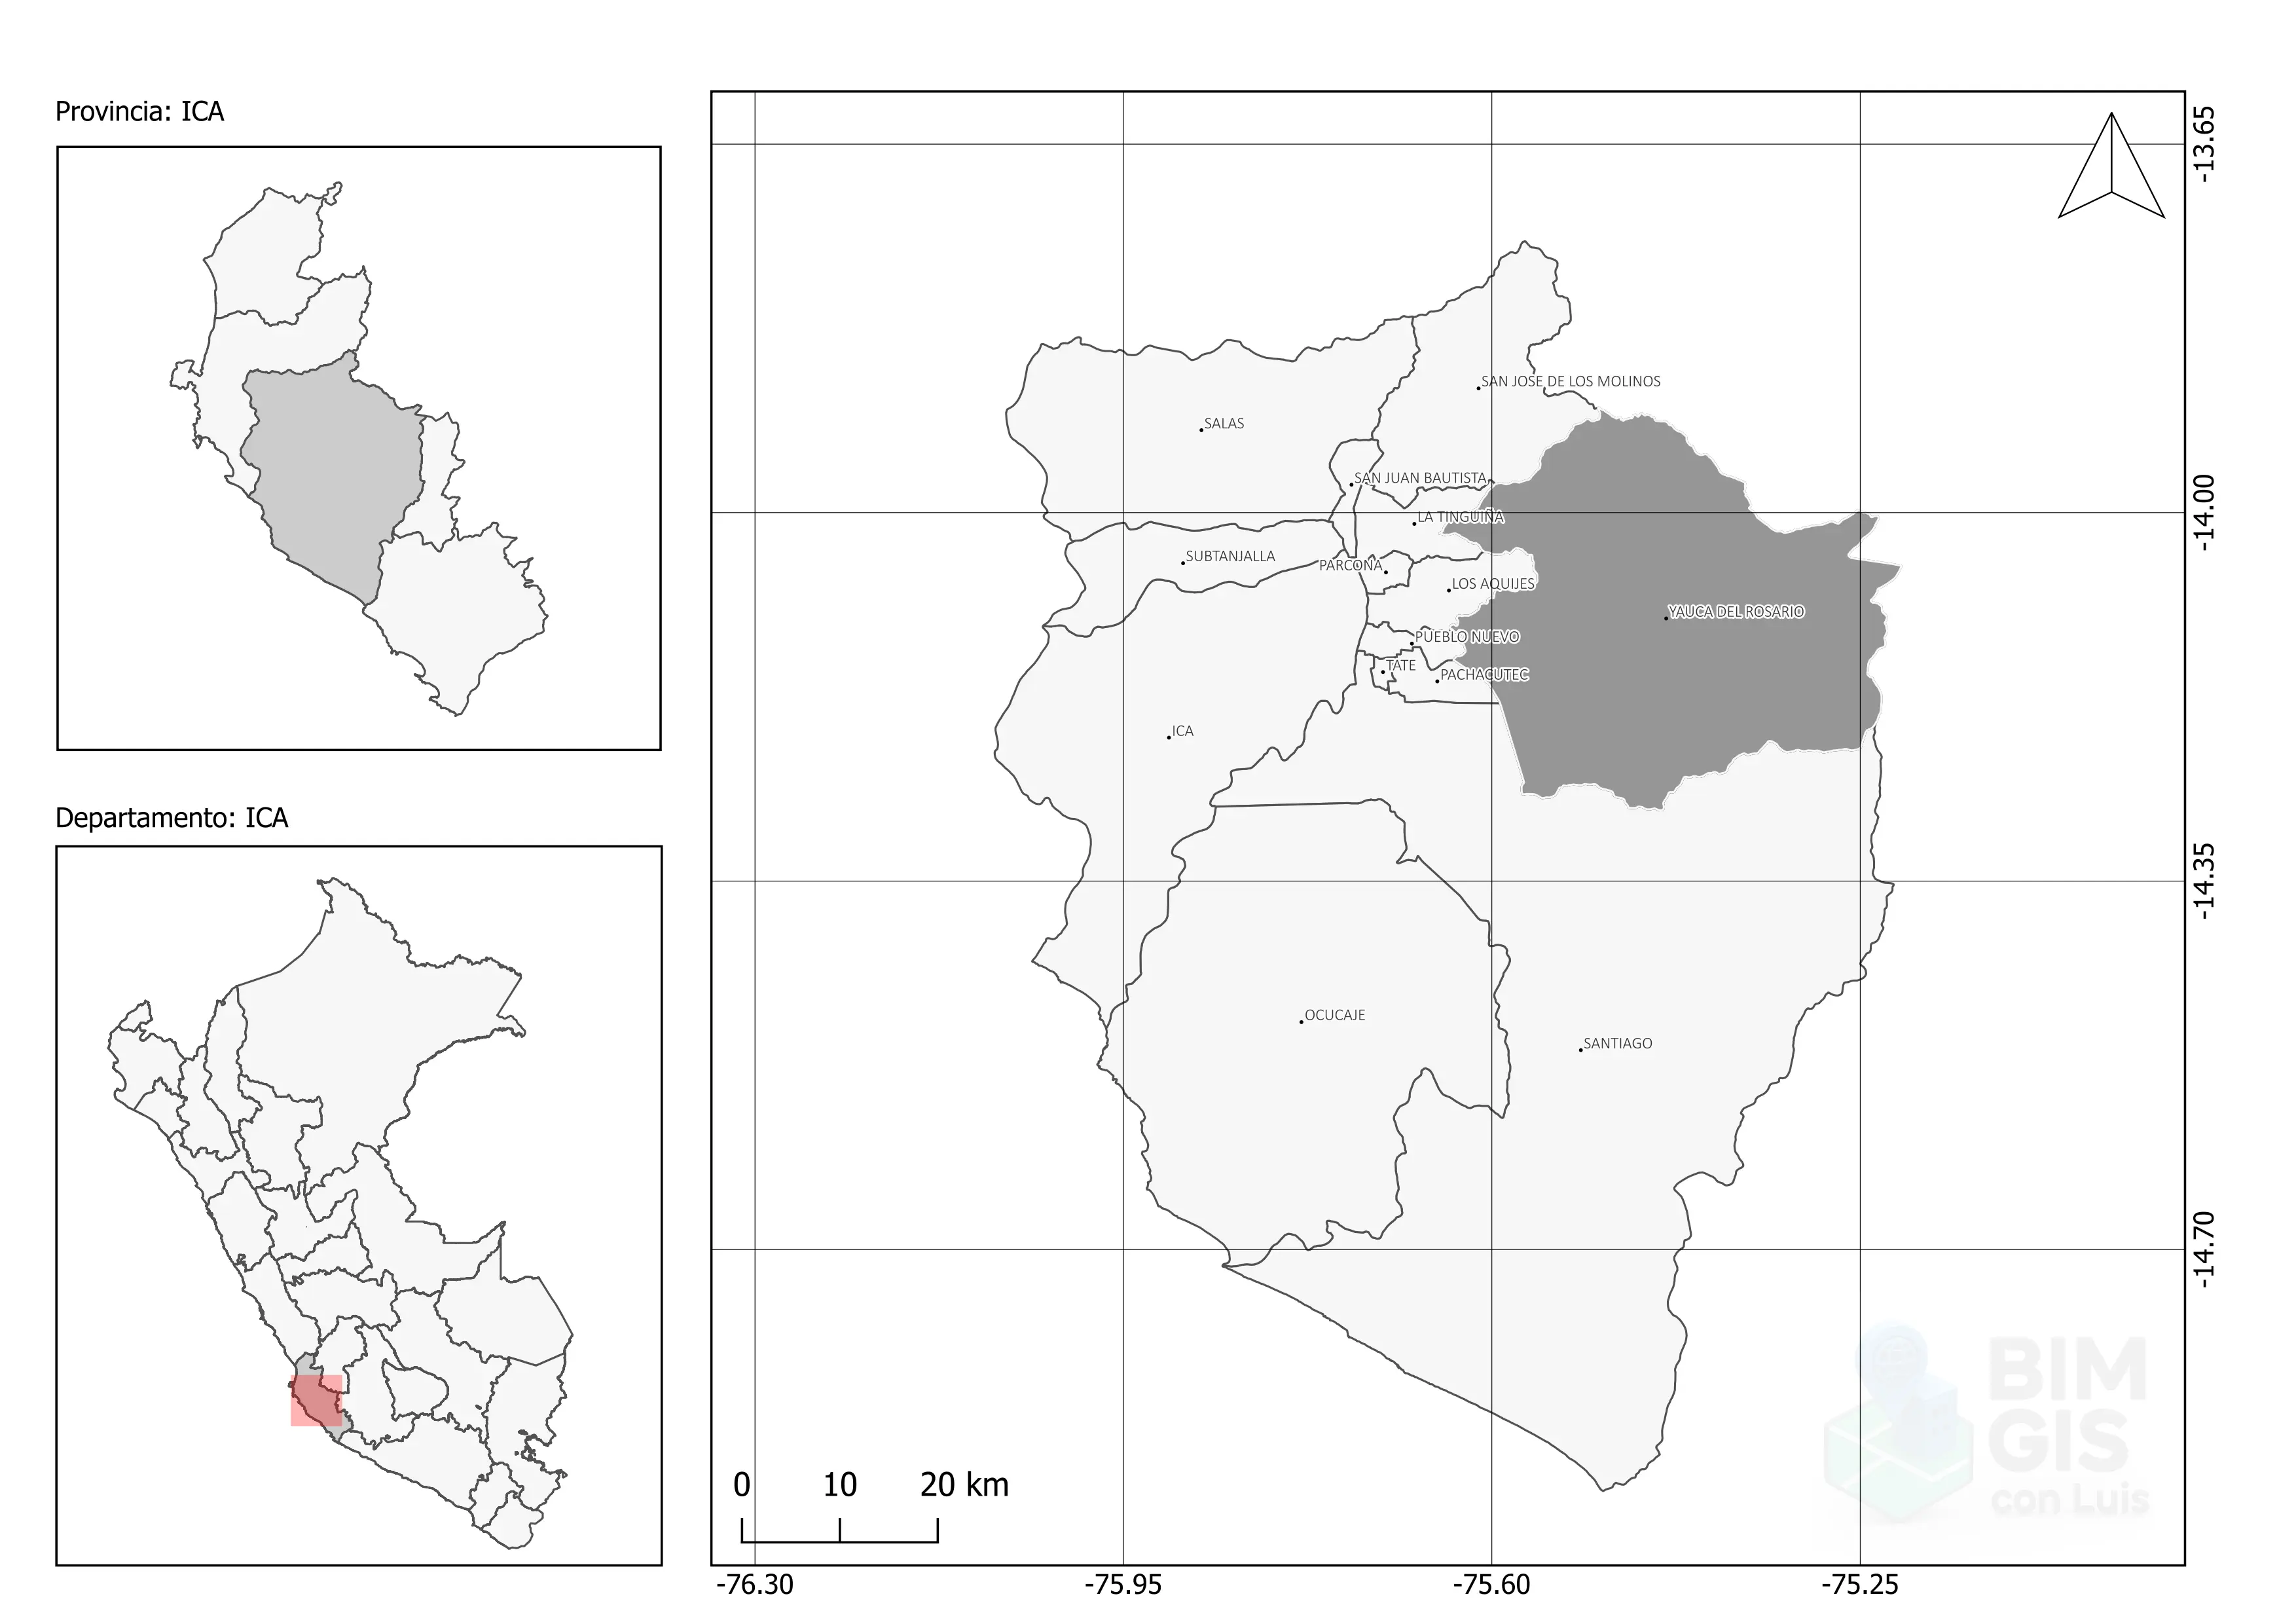 Provincia: ICA
Departamento: ICA
SAN JOSE DE LOS MOLINOS
SALAS
SAN JUAN BAUTISTA
LA TINGUIÑA
SUBTANJALLA
PARCONA
LOS AQUIJES
YAUCA DEL ROSARIO
PUEBLO NUEVO
TATE
PACHACUTEC
ICA
OCUCAJE
SANTIAGO
-13.65
-14.00
-14.35
-14.70
0 10 20 km
-76.30 -75.95 -75.60 -75.25
BIM
GIS
con Luis